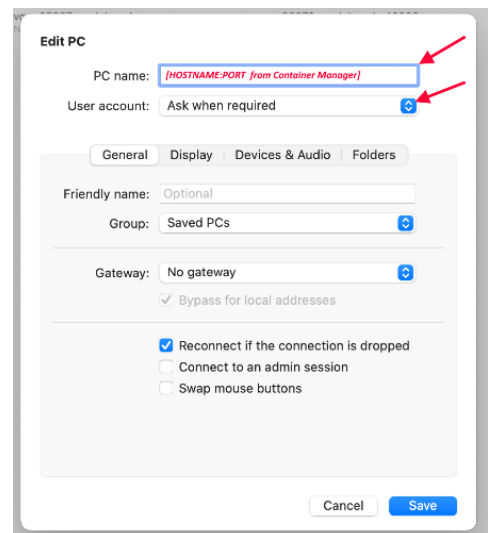 Edit PC
PC name: [HOSTNAME:PORT from Container Manager]
User account: Ask when required
General Display Devices & Audio Folders
Friendly name: Optional
Group: Saved PCs
Gateway: No gateway
Bypass for local addresses
Reconnect if the connection is dropped
Connect to an admin session
Swap mouse buttons
Cancel Save